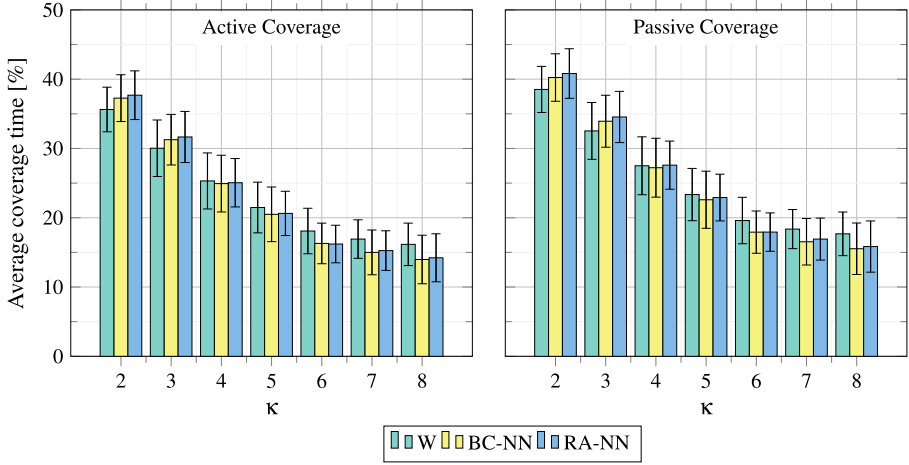 Active Coverage
Passive Coverage
Average coverage time [%]
50
40
30
20
10
0
2 3 4 5 6 7 8
2 3 4 5 6 7 8
κ
κ
W BC-NN RA-NN